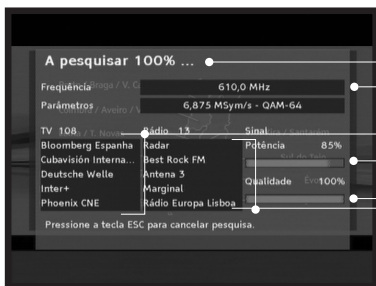 A pesquisar 100% ...
Frequência 610,0 MHz
Parâmetros 6,875 MSym/s - QAM-64
TV 108 Rádio 13 Sinal
Bloomberg Espanha Radar Potência 85%
Cubavisión Interna... Best Rock FM
Deutsche Welle Antena 3 Qualidade 100%
Inter+ Marginal
Phoenix CNE Rádio Europa Lisboa
Pressione a tecla ESC para cancelar pesquisa.